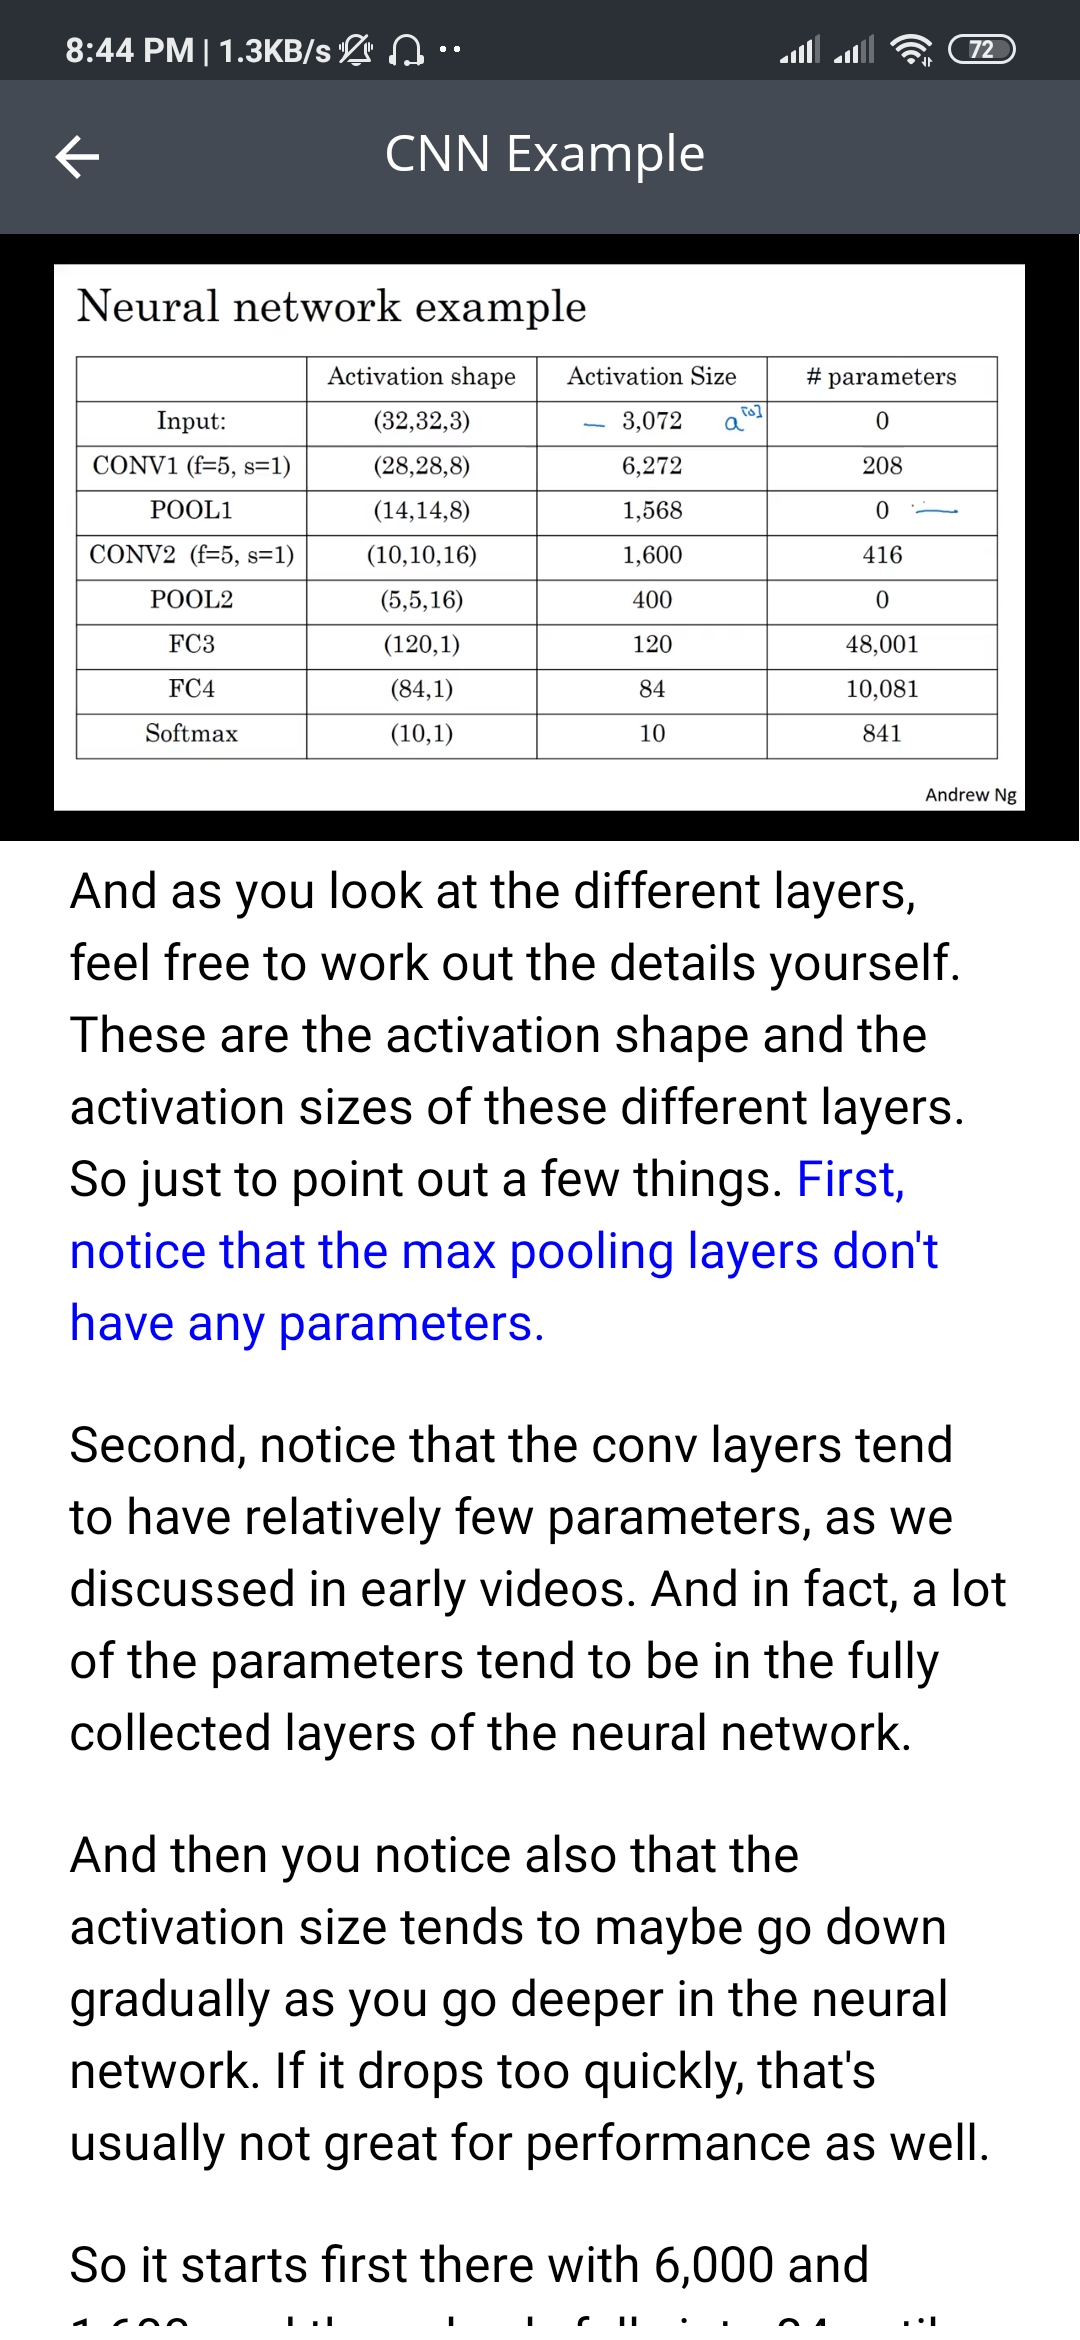 8:44 PM | 1.3KB/s
72
CNN Example
Neural network example
Activation shape Activation Size # parameters
Input: (32,32,3) — 3,072 a[0] 0
CONV1 (f=5, s=1) (28,28,8) 6,272 208
POOL1 (14,14,8) 1,568 0
CONV2 (f=5, s=1) (10,10,16) 1,600 416
POOL2 (5,5,16) 400 0
FC3 (120,1) 120 48,001
FC4 (84,1) 84 10,081
Softmax (10,1) 10 841
Andrew Ng
And as you look at the different layers,
feel free to work out the details yourself.
These are the activation shape and the
activation sizes of these different layers.
So just to point out a few things. First,
notice that the max pooling layers don't
have any parameters.
Second, notice that the conv layers tend
to have relatively few parameters, as we
discussed in early videos. And in fact, a lot
of the parameters tend to be in the fully
collected layers of the neural network.
And then you notice also that the
activation size tends to maybe go down
gradually as you go deeper in the neural
network. If it drops too quickly, that's
usually not great for performance as well.
So it starts first there with 6,000 and